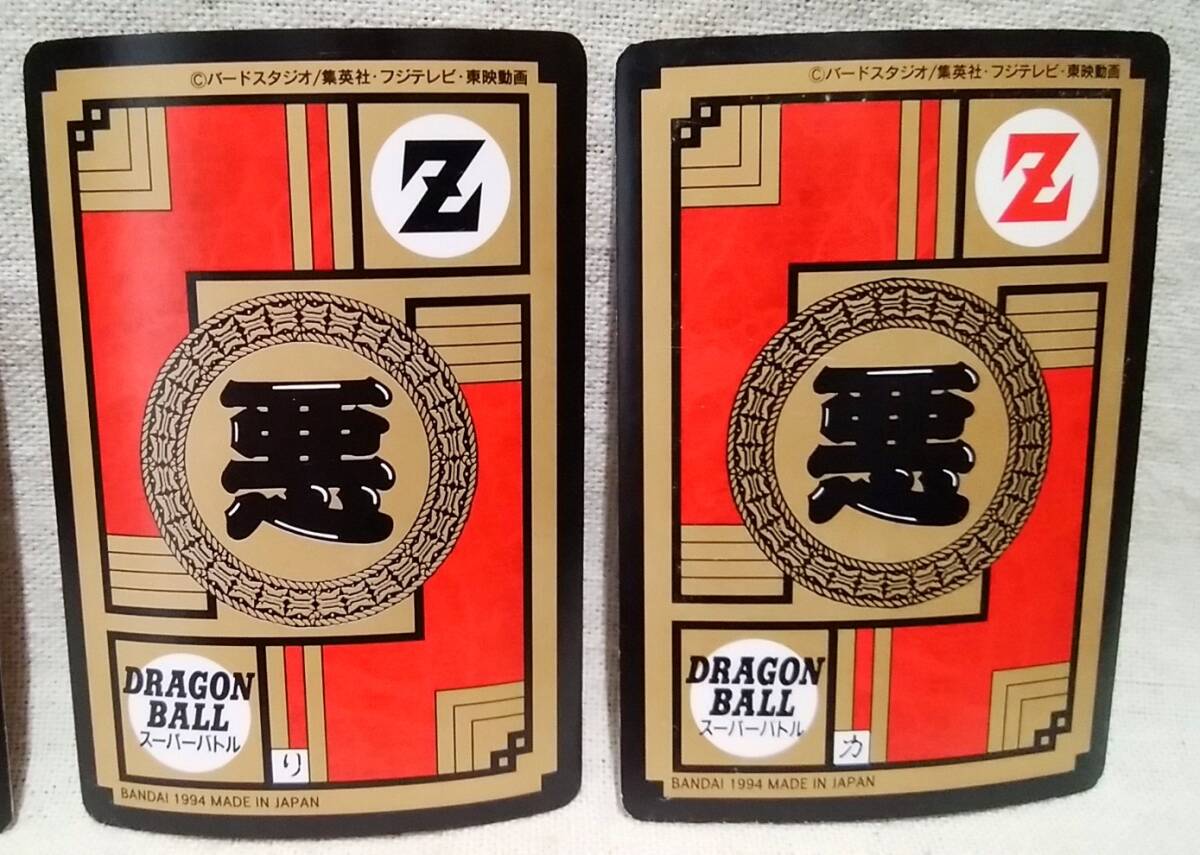 ©バードスタジオ/集英社・フジテレビ・東映動画
Z
悪
DRAGON
BALL
スーパーバトル
り
BANDAI 1994 MADE IN JAPAN
©バードスタジオ/集英社・フジテレビ・東映動画
Z
悪
DRAGON
BALL
スーパーバトル
カ
BANDAI 1994 MADE IN JAPAN